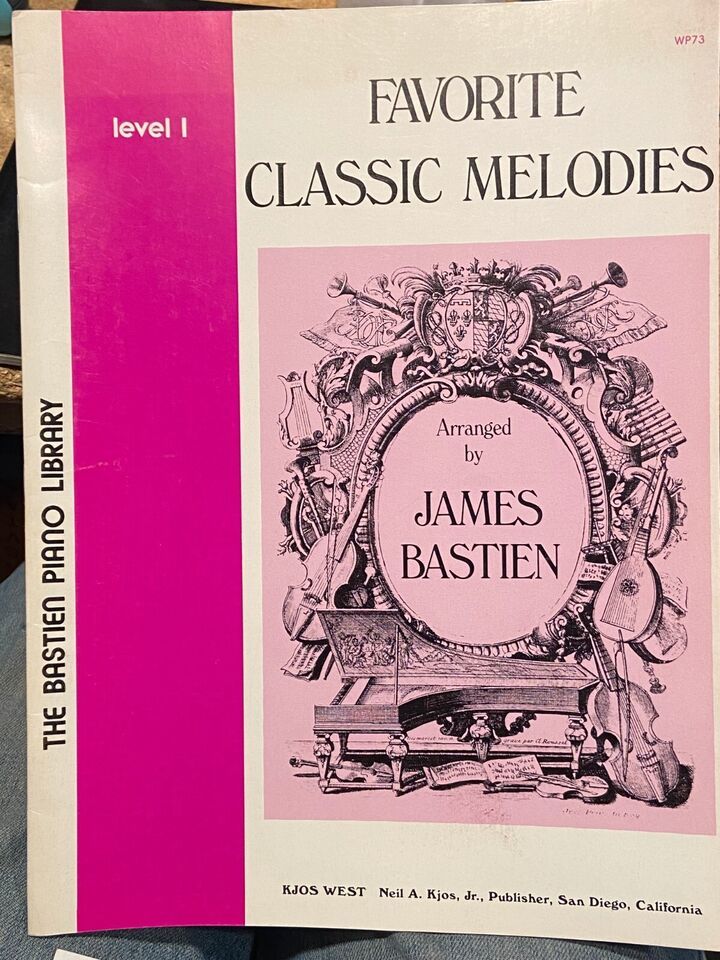 WP73
level 1
FAVORITE
CLASSIC MELODIES
THE BASTIEN PIANO LIBRARY
Arranged
by
JAMES
BASTIEN
KJOS WEST Neil A. Kjos, Jr., Publisher, San Diego, California